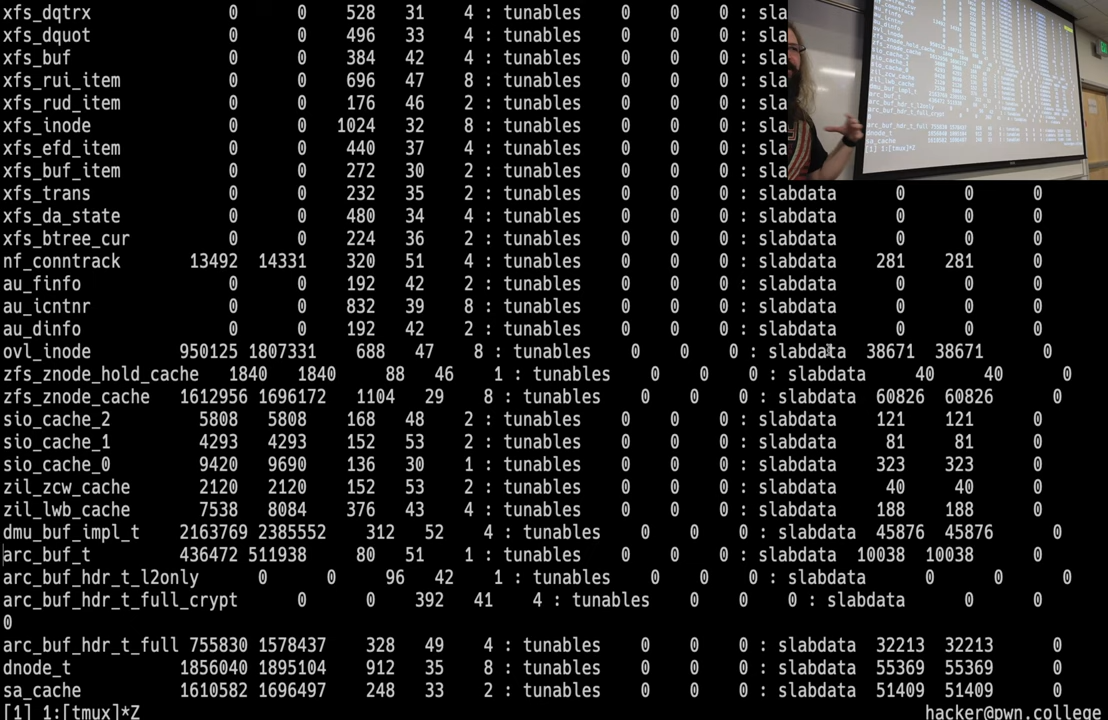 xfs_dqtrx 0 0 528 31 4 : tunables 0 0 0 : sla
xfs_dquot 0 0 496 33 4 : tunables 0 0 0 : sla
xfs_buf 0 0 384 42 4 : tunables 0 0 0 : sla
xfs_rui_item 0 0 696 47 8 : tunables 0 0 0 : sla
xfs_rud_item 0 0 176 46 2 : tunables 0 0 0 : sla
xfs_inode 0 0 1024 32 8 : tunables 0 0 0 : sla
xfs_efd_item 0 0 440 37 4 : tunables 0 0 0 : sla
xfs_buf_item 0 0 272 30 2 : tunables 0 0 0 : sla
xfs_trans 0 0 232 35 2 : tunables 0 0 0 : slabdata 0 0 0
xfs_da_state 0 0 480 34 4 : tunables 0 0 0 : slabdata 0 0 0
xfs_btree_cur 0 0 224 36 2 : tunables 0 0 0 : slabdata 0 0 0
nf_conntrack 13492 14331 320 51 4 : tunables 0 0 0 : slabdata 281 281 0
au_finfo 0 0 192 42 2 : tunables 0 0 0 : slabdata 0 0 0
au_icntnr 0 0 832 39 8 : tunables 0 0 0 : slabdata 0 0 0
au_dinfo 0 0 192 42 2 : tunables 0 0 0 : slabdata 0 0 0
ovl_inode 950125 1807331 688 47 8 : tunables 0 0 0 : slabdata 38671 38671 0
zfs_znode_hold_cache 1840 1840 88 46 1 : tunables 0 0 0 : slabdata 40 40 0
zfs_znode_cache 1612956 1696172 1104 29 8 : tunables 0 0 0 : slabdata 60826 60826 0
sio_cache_2 5808 5808 168 48 2 : tunables 0 0 0 : slabdata 121 121 0
sio_cache_1 4293 4293 152 53 2 : tunables 0 0 0 : slabdata 81 81 0
sio_cache_0 9420 9690 136 30 1 : tunables 0 0 0 : slabdata 323 323 0
zil_zcw_cache 2120 2120 152 53 2 : tunables 0 0 0 : slabdata 40 40 0
zil_lwb_cache 7538 8084 376 43 4 : tunables 0 0 0 : slabdata 188 188 0
dmu_buf_impl_t 2163769 2385552 312 52 4 : tunables 0 0 0 : slabdata 45876 45876 0
arc_buf_t 436472 511938 80 51 1 : tunables 0 0 0 : slabdata 10038 10038 0
arc_buf_hdr_t_l2only 0 0 96 42 1 : tunables 0 0 0 : slabdata 0 0 0
arc_buf_hdr_t_full_crypt 0 0 392 41 4 : tunables 0 0 0 : slabdata 0 0
0
arc_buf_hdr_t_full 755830 1578437 328 49 4 : tunables 0 0 0 : slabdata 32213 32213 0
dnode_t 1856040 1895104 912 35 8 : tunables 0 0 0 : slabdata 55369 55369 0
sa_cache 1610582 1696497 248 33 2 : tunables 0 0 0 : slabdata 51409 51409 0
[1] 1:[tmux]*Z hacker@pwn.college